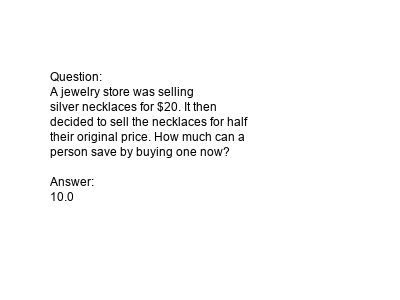 Question:
A jewelry store was selling
silver necklaces for $20. It then
decided to sell the necklaces for half
their original price. How much can a
person save by buying one now?
Answer:
10.0